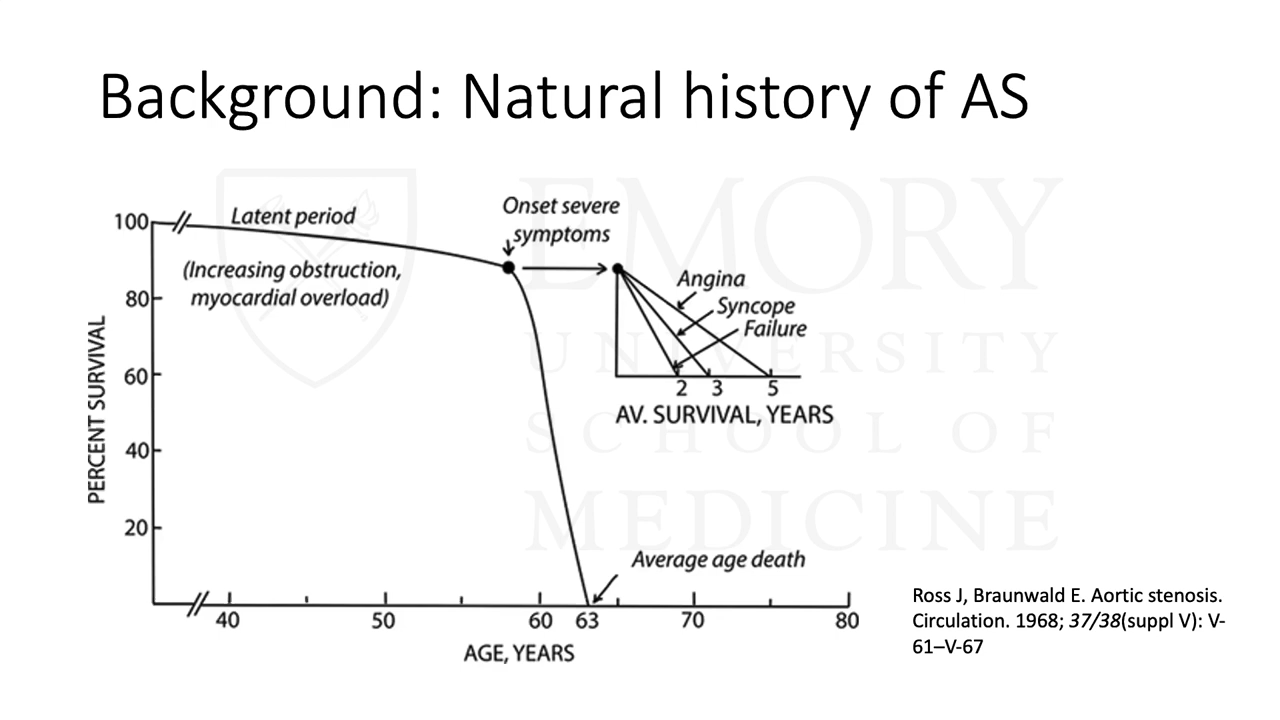 Background: Natural history of AS
EMORY
UNIVERSITY
SCHOOL OF
MEDICINE
PERCENT SURVIVAL
100
80
60
40
20
Latent period
(Increasing obstruction,
myocardial overload)
Onset severe
symptoms
Angina
Syncope
Failure
2 3 5
AV. SURVIVAL, YEARS
Average age death
40 50 60 63 70 80
AGE, YEARS
Ross J, Braunwald E. Aortic stenosis.
Circulation. 1968; 37/38(suppl V): V-
61–V-67